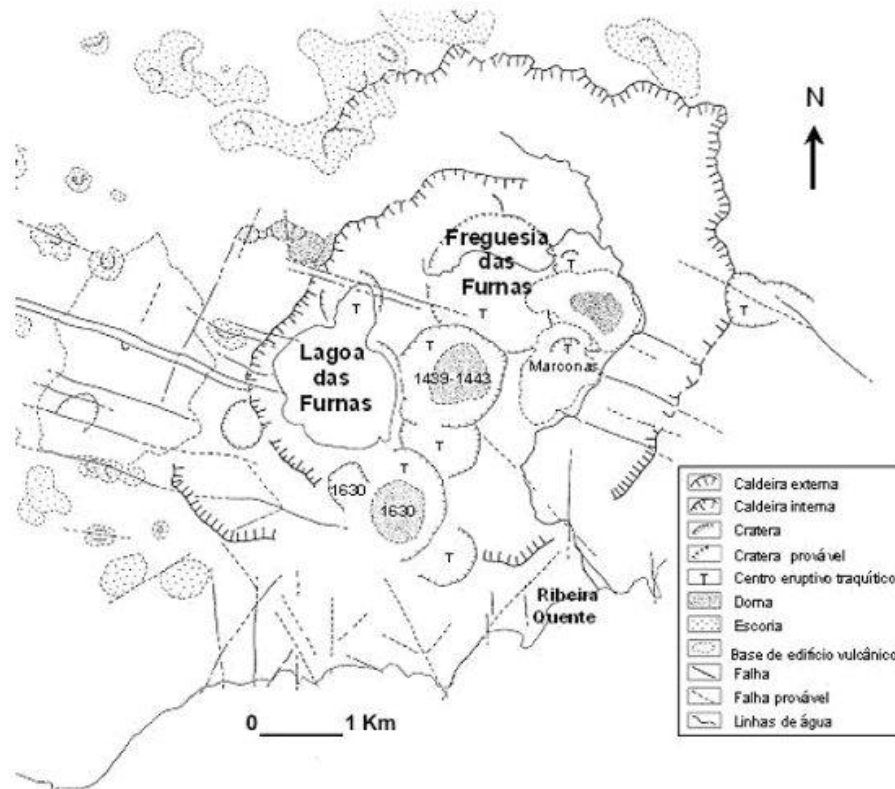 N
Freguesia
das
Furnas
T
T
T
T
Lagoa
das
Furnas
T
1439-1443
T
Marconas
T
T
1630
1630
T
Ribeira
Quente
0 1 Km
Caldeira externa
Caldeira interna
Cratera
Cratera provável
T Centro eruptivo traquítico
Doma
Escoria
Base de edifício vulcânico
Falha
Falha provável
Linhas de água